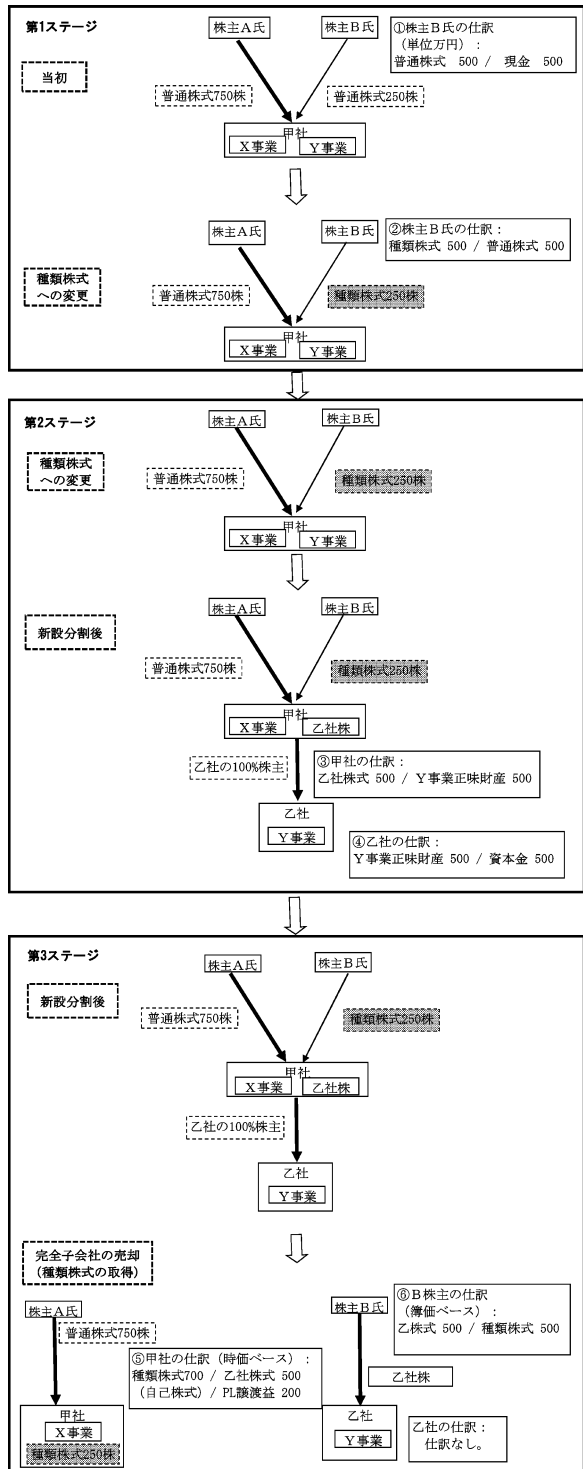 第1ステージ
株主A氏
株主B氏
①株主B氏の仕訳
(単位万円):
普通株式 500 / 現金 500
当初
普通株式750株
普通株式250株
甲社
X事業
Y事業
株主A氏
株主B氏
②株主B氏の仕訳:
種類株式 500 / 普通株式 500
種類株式
への変更
普通株式750株
種類株式250株
甲社
X事業
Y事業
第2ステージ
株主A氏
株主B氏
種類株式
への変更
普通株式750株
種類株式250株
甲社
X事業
Y事業
株主A氏
株主B氏
新設分割後
普通株式750株
種類株式250株
甲社
X事業
乙社株
乙社の100%株主
③甲社の仕訳:
乙社株式 500 / Y事業正味財産 500
乙社
Y事業
④乙社の仕訳:
Y事業正味財産 500 / 資本金 500
第3ステージ
株主A氏
株主B氏
新設分割後
普通株式750株
種類株式250株
甲社
X事業
乙社株
乙社の100%株主
乙社
Y事業
完全子会社の売却
(種類株式の取得)
株主A氏
株主B氏
⑥B株主の仕訳
(簿価ベース):
乙株式 500 / 種類株式 500
普通株式750株
⑤甲社の仕訳(時価ベース):
種類株式700 / 乙社株式 500
(自己株式) / PL譲渡益 200
乙社株
甲社
X事業
種類株式250株
乙社
Y事業
乙社の仕訳:
仕訳なし。